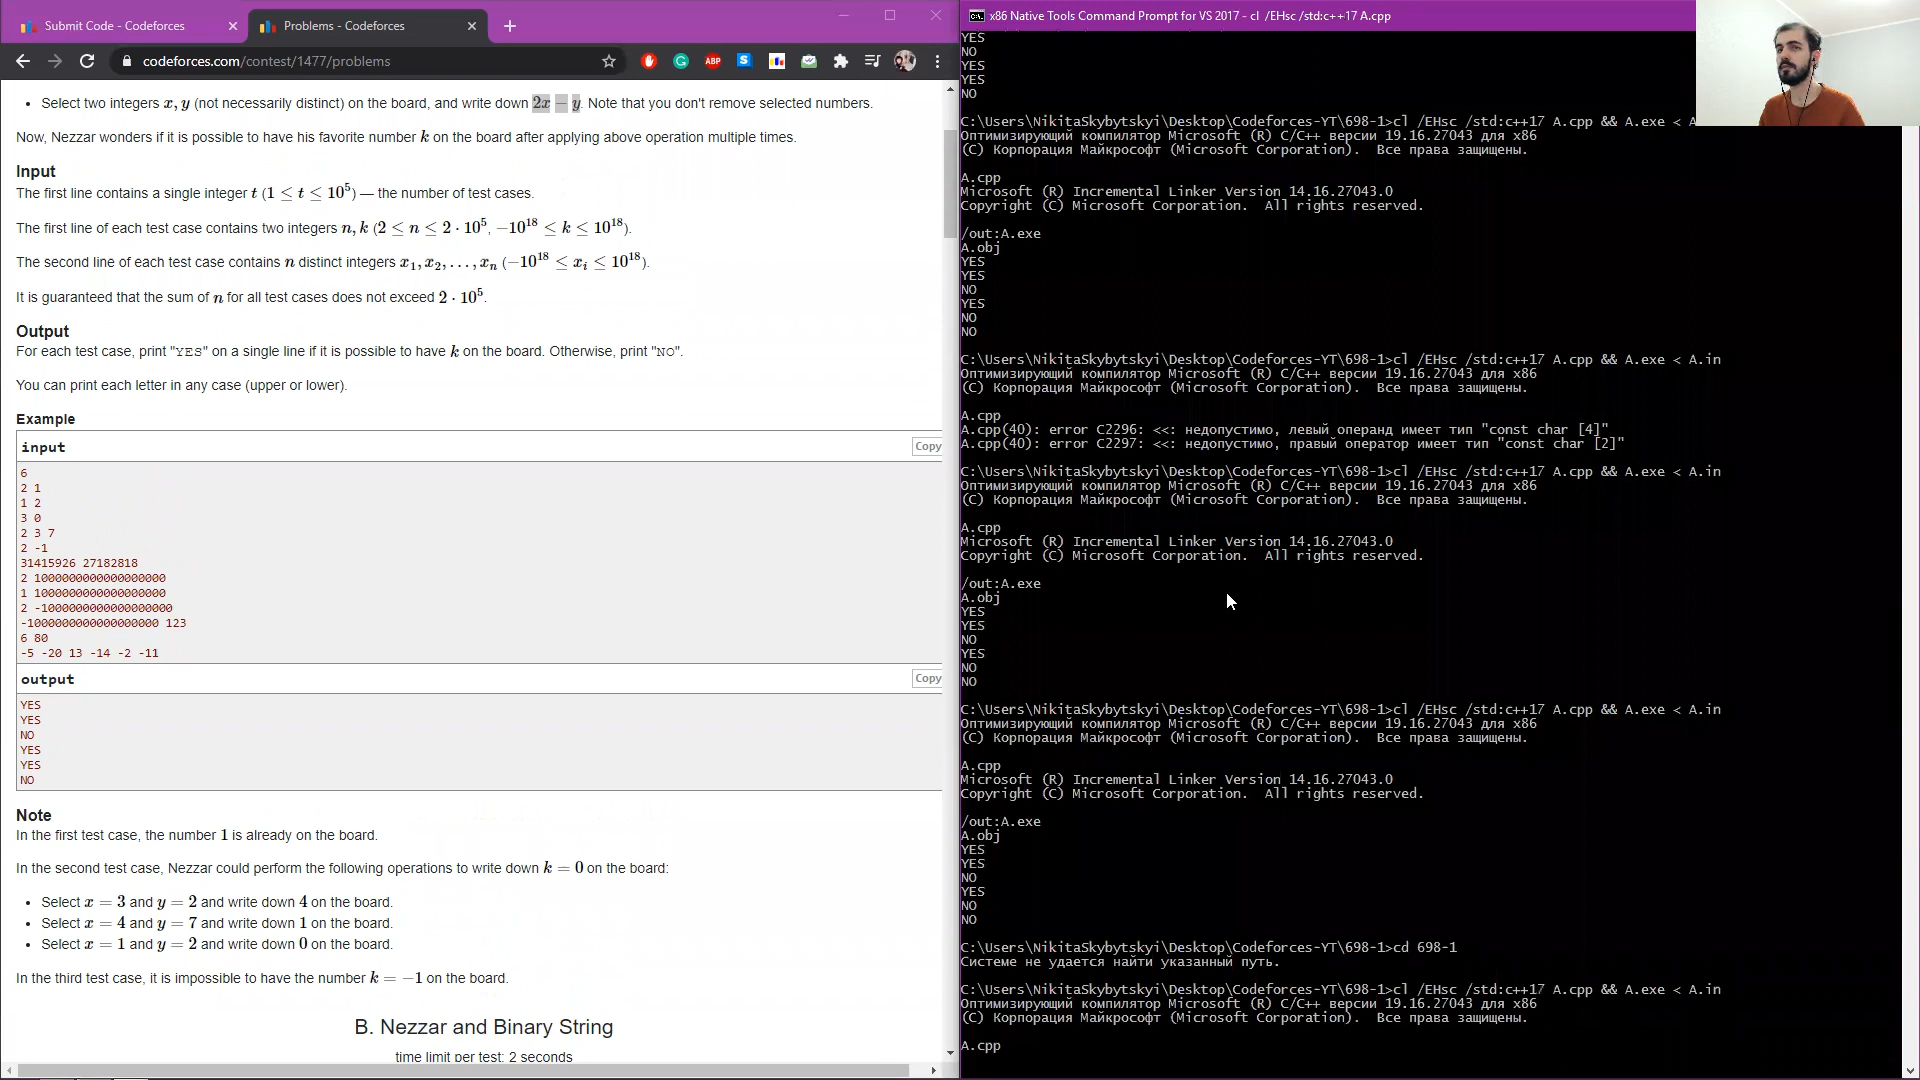 Submit Code - Codeforces
Problems - Codeforces
codeforces.com/contest/1477/problems
ABP
• Select two integers x, y (not necessarily distinct) on the board, and write down 2x − y. Note that you don't remove selected numbers.
Now, Nezzar wonders if it is possible to have his favorite number k on the board after applying above operation multiple times.
Input
The first line contains a single integer t (1 ≤ t ≤ 10^5) — the number of test cases.
The first line of each test case contains two integers n, k (2 ≤ n ≤ 2 · 10^5, −10^18 ≤ k ≤ 10^18).
The second line of each test case contains n distinct integers x_1, x_2, …, x_n (−10^18 ≤ x_i ≤ 10^18).
It is guaranteed that the sum of n for all test cases does not exceed 2 · 10^5.
Output
For each test case, print "YES" on a single line if it is possible to have k on the board. Otherwise, print "NO".
You can print each letter in any case (upper or lower).
Example
input
Copy
6
2 1
1 2
3 0
2 3 7
2 -1
31415926 27182818
2 1000000000000000000
1 1000000000000000000
2 -1000000000000000000
-1000000000000000000 123
6 80
-5 -20 13 -14 -2 -11
output
Copy
YES
YES
NO
YES
YES
NO
Note
In the first test case, the number 1 is already on the board.
In the second test case, Nezzar could perform the following operations to write down k = 0 on the board:
• Select x = 3 and y = 2 and write down 4 on the board.
• Select x = 4 and y = 7 and write down 1 on the board.
• Select x = 1 and y = 2 and write down 0 on the board.
In the third test case, it is impossible to have the number k = −1 on the board.
B. Nezzar and Binary String
time limit per test: 2 seconds
x86 Native Tools Command Prompt for VS 2017 - cl /EHsc /std:c++17 A.cpp
YES
NO
YES
YES
NO
C:\Users\NikitaSkybytskyi\Desktop\Codeforces-YT\698-1>cl /EHsc /std:c++17 A.cpp && A.exe < A
Оптимизирующий компилятор Microsoft (R) C/C++ версии 19.16.27043 для x86
(C) Корпорация Майкрософт (Microsoft Corporation). Все права защищены.
A.cpp
Microsoft (R) Incremental Linker Version 14.16.27043.0
Copyright (C) Microsoft Corporation. All rights reserved.
/out:A.exe
A.obj
YES
YES
NO
YES
NO
NO
C:\Users\NikitaSkybytskyi\Desktop\Codeforces-YT\698-1>cl /EHsc /std:c++17 A.cpp && A.exe < A.in
Оптимизирующий компилятор Microsoft (R) C/C++ версии 19.16.27043 для x86
(C) Корпорация Майкрософт (Microsoft Corporation). Все права защищены.
A.cpp
A.cpp(40): error C2296: <<: недопустимо, левый операнд имеет тип "const char [4]"
A.cpp(40): error C2297: <<: недопустимо, правый оператор имеет тип "const char [2]"
C:\Users\NikitaSkybytskyi\Desktop\Codeforces-YT\698-1>cl /EHsc /std:c++17 A.cpp && A.exe < A.in
Оптимизирующий компилятор Microsoft (R) C/C++ версии 19.16.27043 для x86
(C) Корпорация Майкрософт (Microsoft Corporation). Все права защищены.
A.cpp
Microsoft (R) Incremental Linker Version 14.16.27043.0
Copyright (C) Microsoft Corporation. All rights reserved.
/out:A.exe
A.obj
YES
YES
NO
YES
NO
NO
C:\Users\NikitaSkybytskyi\Desktop\Codeforces-YT\698-1>cl /EHsc /std:c++17 A.cpp && A.exe < A.in
Оптимизирующий компилятор Microsoft (R) C/C++ версии 19.16.27043 для x86
(C) Корпорация Майкрософт (Microsoft Corporation). Все права защищены.
A.cpp
Microsoft (R) Incremental Linker Version 14.16.27043.0
Copyright (C) Microsoft Corporation. All rights reserved.
/out:A.exe
A.obj
YES
YES
NO
YES
NO
NO
C:\Users\NikitaSkybytskyi\Desktop\Codeforces-YT\698-1>cd 698-1
Системе не удается найти указанный путь.
C:\Users\NikitaSkybytskyi\Desktop\Codeforces-YT\698-1>cl /EHsc /std:c++17 A.cpp && A.exe < A.in
Оптимизирующий компилятор Microsoft (R) C/C++ версии 19.16.27043 для x86
(C) Корпорация Майкрософт (Microsoft Corporation). Все права защищены.
A.cpp